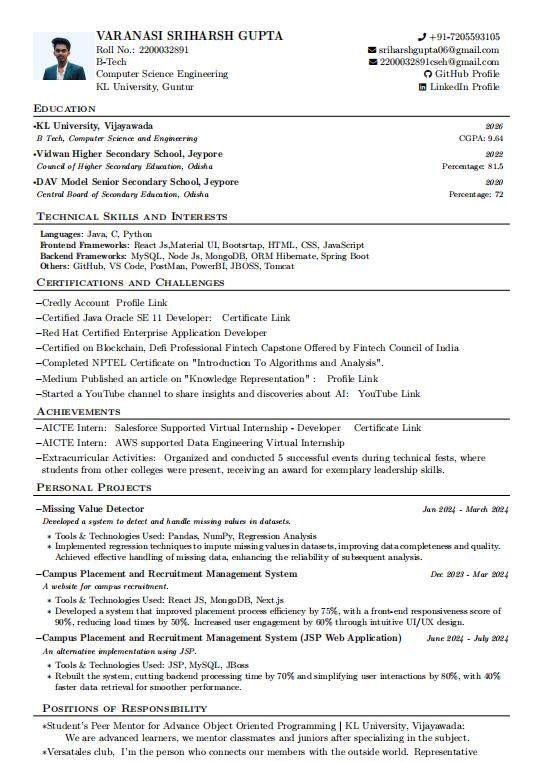 VARANASI SRIHARSH GUPTA
Roll No.: 2200032891
B-Tech
Computer Science Engineering
KL University, Guntur
+91-7205593105
sriharshgupta06@gmail.com
2200032891cseh@gmail.com
GitHub Profile
LinkedIn Profile
EDUCATION
•KL University, Vijayawada 2026
B Tech, Computer Science and Engineering CGPA: 9.64
•Vidwan Higher Secondary School, Jeypore 2022
Council of Higher Secondary Education, Odisha Percentage: 81.5
•DAV Model Senior Secondary School, Jeypore 2020
Central Board of Secondary Education, Odisha Percentage: 72
TECHNICAL SKILLS AND INTERESTS
Languages: Java, C, Python
Frontend Frameworks: React Js,Material UI, Bootsrtap, HTML, CSS, JavaScript
Backend Frameworks: MySQL, Node Js, MongoDB, ORM Hibernate, Spring Boot
Others: GitHub, VS Code, PostMan, PowerBI, JBOSS, Tomcat
CERTIFICATIONS AND CHALLENGES
–Credly Account Profile Link
–Certified Java Oracle SE 11 Developer: Certificate Link
–Red Hat Certified Enterprise Application Developer
–Certified on Blockchain, Defi Professional Fintech Capstone Offered by Fintech Council of India
–Completed NPTEL Certificate on "Introduction To Algorithms and Analysis".
–Medium Published an article on "Knowledge Representation" : Profile Link
–Started a YouTube channel to share insights and discoveries about AI: YouTube Link
ACHIEVEMENTS
–AICTE Intern: Salesforce Supported Virtual Internship - Developer Certificate Link
–AICTE Intern: AWS supported Data Engineering Virtual Internship
–Extracurricular Activities: Organized and conducted 5 successful events during technical fests, where
students from other colleges were present, receiving an award for exemplary leadership skills.
PERSONAL PROJECTS
–Missing Value Detector Jan 2024 - March 2024
Developed a system to detect and handle missing values in datasets.
∗ Tools & Technologies Used: Pandas, NumPy, Regression Analysis
∗ Implemented regression techniques to impute missing values in datasets, improving data completeness and quality.
Achieved effective handling of missing data, enhancing the reliability of subsequent analysis.
–Campus Placement and Recruitment Management System Dec 2023 - Mar 2024
A website for campus recruitment.
∗ Tools & Technologies Used: React JS, MongoDB, Next.js
∗ Developed a system that improved placement process efficiency by 75%, with a front-end responsiveness score of
90%, reducing load times by 50%. Increased user engagement by 60% through intuitive UI/UX design.
–Campus Placement and Recruitment Management System (JSP Web Application) June 2024 - July 2024
An alternative implementation using JSP.
∗ Tools & Technologies Used: JSP, MySQL, JBoss
∗ Rebuilt the system, cutting backend processing time by 70% and simplifying user interactions by 80%, with 40%
faster data retrieval for smoother performance.
POSITIONS OF RESPONSIBILITY
∗Student's Peer Mentor for Advance Object Oriented Programming | KL University, Vijayawada:
We are advanced learners, we mentor classmates and juniors after specializing in the subject.
∗Versatales club, I'm the person who connects our members with the outside world. Representative